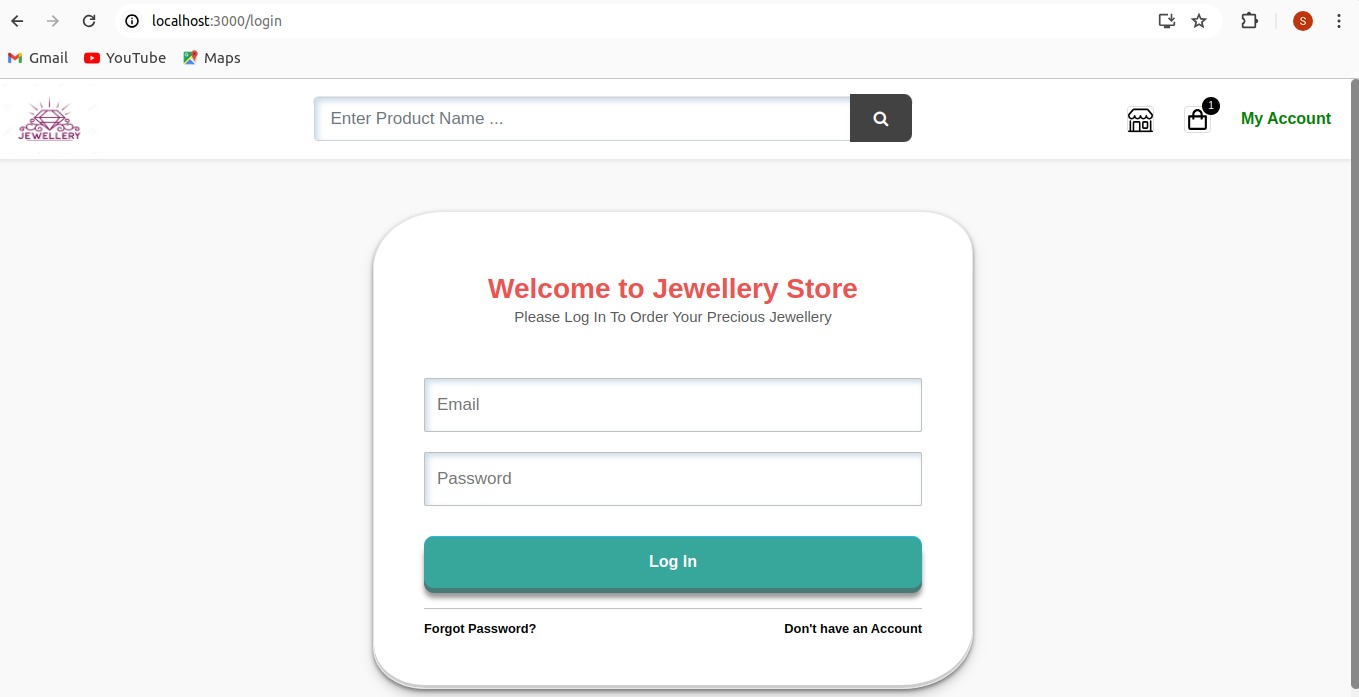 localhost:3000/login
S
Gmail YouTube Maps
JEWELLERY
Enter Product Name ...
1
My Account
Welcome to Jewellery Store
Please Log In To Order Your Precious Jewellery
Email
Password
Log In
Forgot Password? Don't have an Account